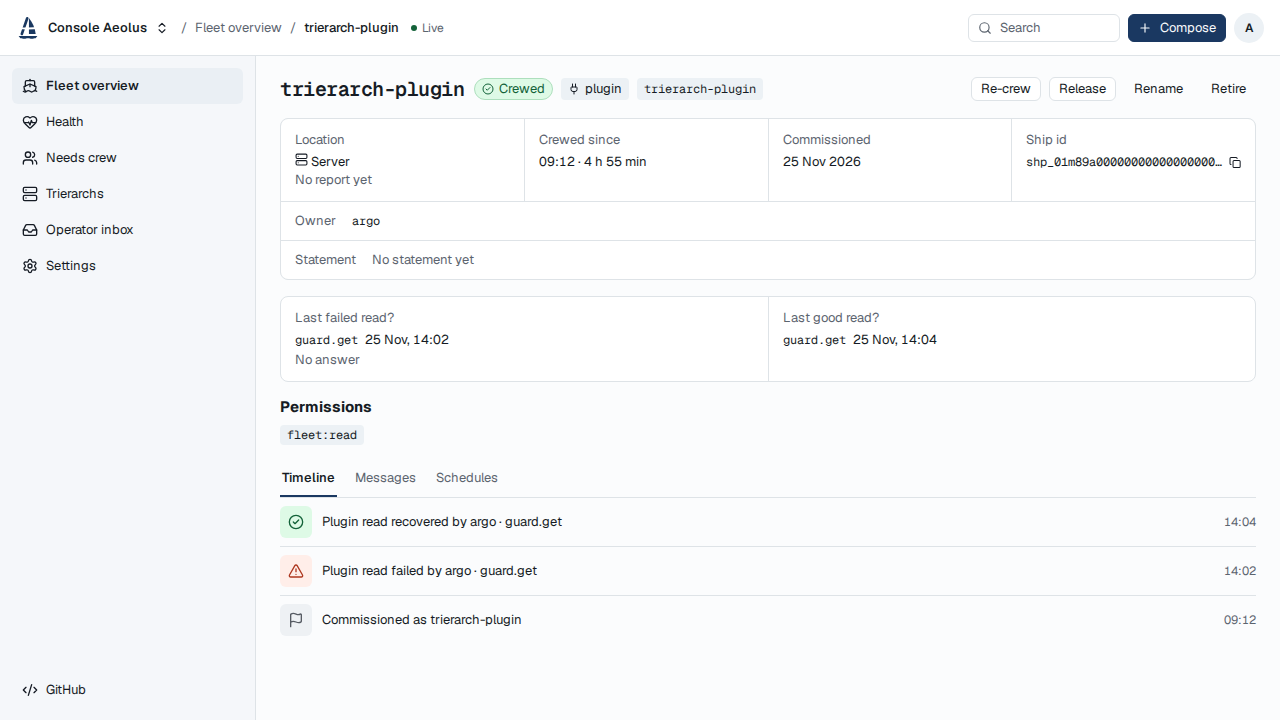 Console Aeolus / Fleet overview / trierarch-plugin Live
Search
Compose
A
Fleet overview
Health
Needs crew
Trierarchs
Operator inbox
Settings
GitHub
trierarch-plugin Crewed plugin trierarch-plugin
Re-crew Release Rename Retire
Location
Server
No report yet
Crewed since
09:12 · 4 h 55 min
Commissioned
25 Nov 2026
Ship id
shp_01m89a00000000000000000…
Owner argo
Statement No statement yet
Last failed read?
guard.get 25 Nov, 14:02
No answer
Last good read?
guard.get 25 Nov, 14:04
Permissions
fleet:read
Timeline Messages Schedules
Plugin read recovered by argo · guard.get 14:04
Plugin read failed by argo · guard.get 14:02
Commissioned as trierarch-plugin 09:12